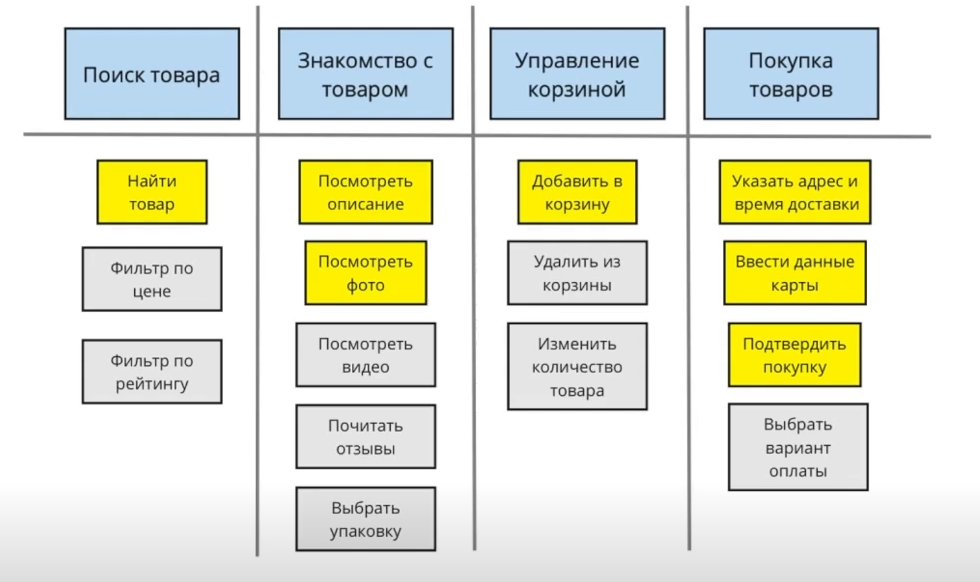 Поиск товара
Знакомство с
товаром
Управление
корзиной
Покупка
товаров
Найти
товар
Фильтр по
цене
Фильтр по
рейтингу
Посмотреть
описание
Посмотреть
фото
Посмотреть
видео
Почитать
отзывы
Выбрать
упаковку
Добавить в
корзину
Удалить из
корзины
Изменить
количество
товара
Указать адрес и
время доставки
Ввести данные
карты
Подтвердить
покупку
Выбрать
вариант
оплаты